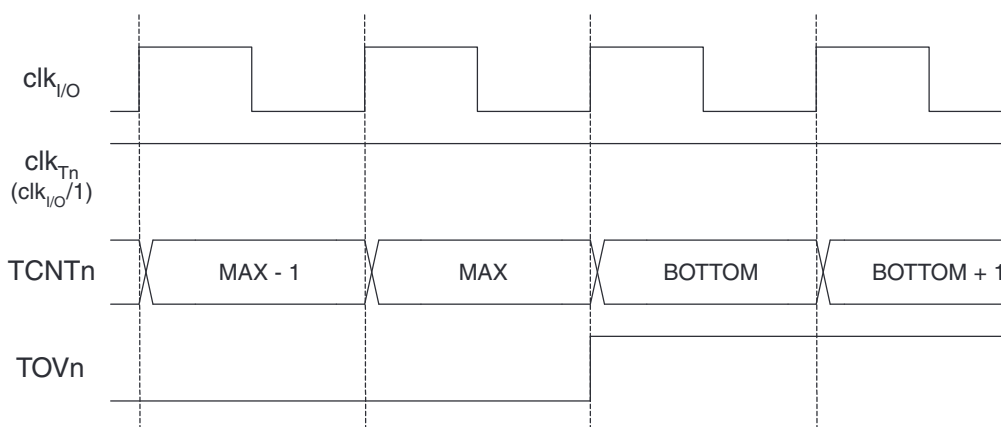 clkI/O
clkTn
(clkI/O/1)
TCNTn MAX - 1 MAX BOTTOM BOTTOM + 1
TOVn